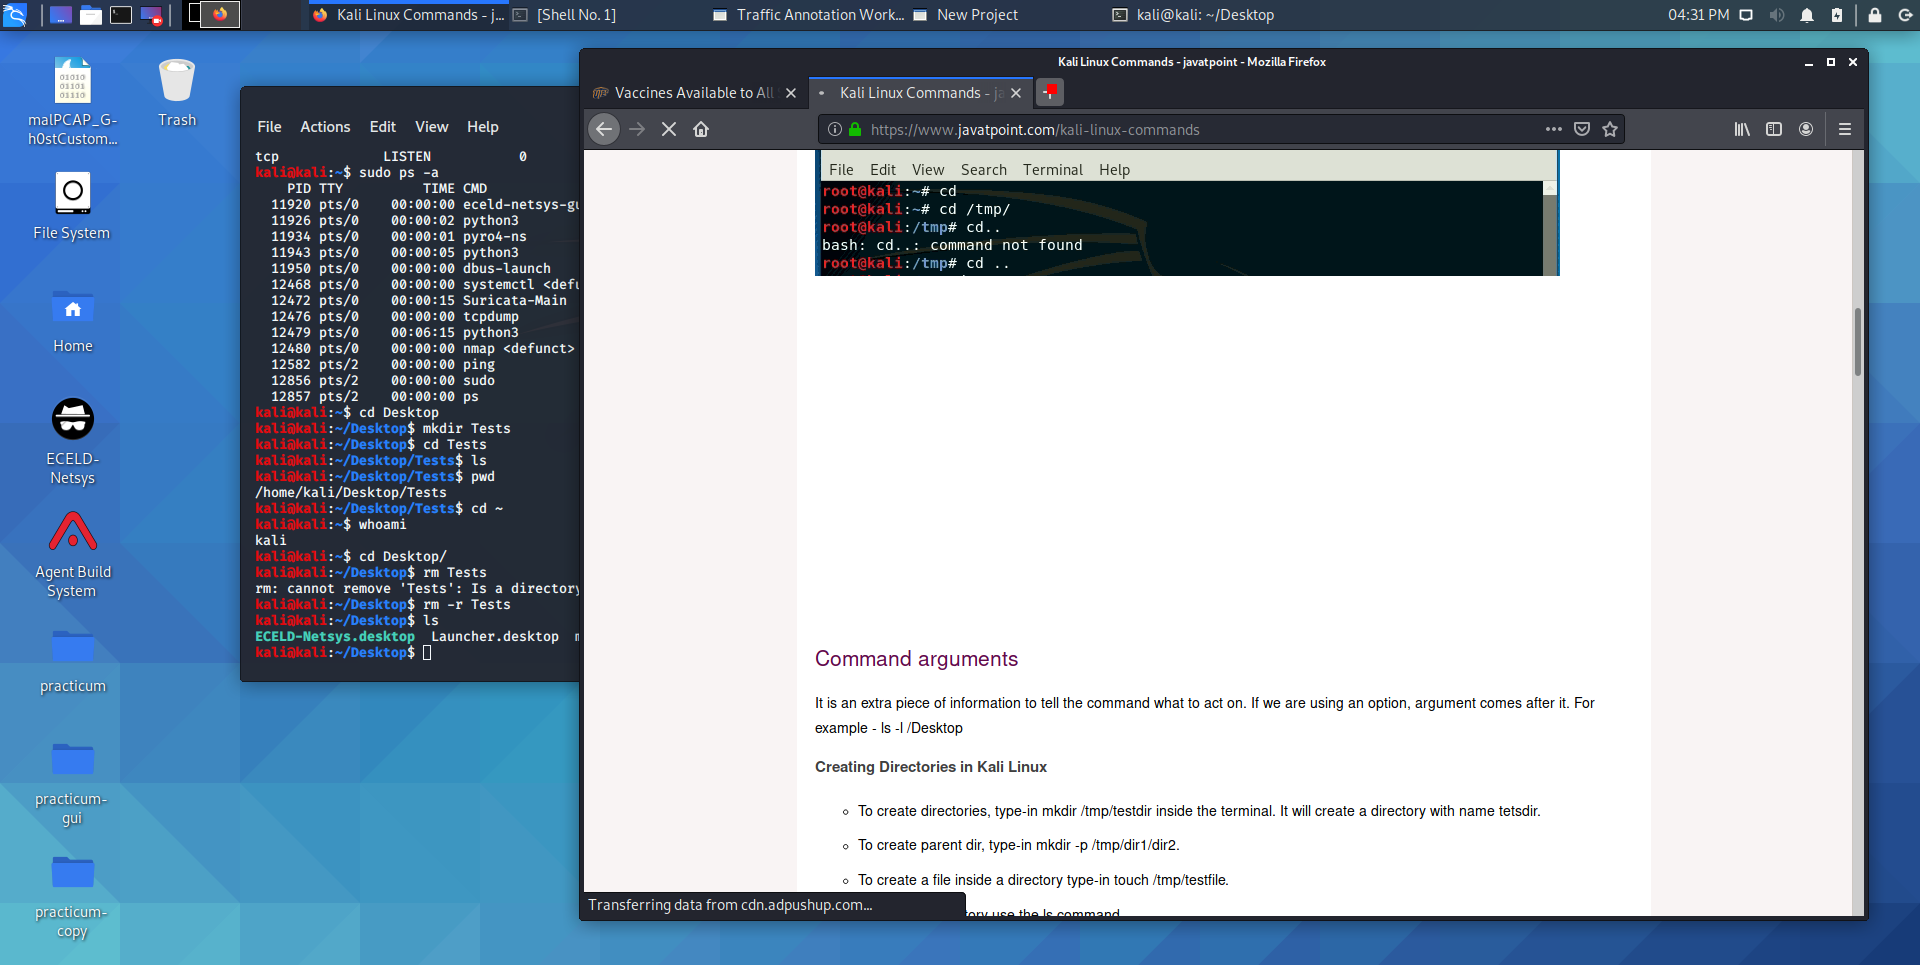 Kali Linux Commands - j...
[Shell No. 1]
Traffic Annotation Work...
New Project
kali@kali: ~/Desktop
04:31 PM
malPCAP_G-
h0stCustom...
Trash
File System
Home
ECELD-
Netsys
Agent Build
System
practicum
practicum-
gui
practicum-
copy
File Actions Edit View Help
tcp LISTEN 0
kali@kali:~$ sudo ps -a
PID TTY TIME CMD
11920 pts/0 00:00:00 eceld-netsys-gu
11926 pts/0 00:00:02 python3
11934 pts/0 00:00:01 pyro4-ns
11943 pts/0 00:00:05 python3
11950 pts/0 00:00:00 dbus-launch
12468 pts/0 00:00:00 systemctl <defu
12472 pts/0 00:00:15 Suricata-Main
12476 pts/0 00:00:00 tcpdump
12479 pts/0 00:06:15 python3
12480 pts/0 00:00:00 nmap <defunct>
12582 pts/2 00:00:00 ping
12856 pts/2 00:00:00 sudo
12857 pts/2 00:00:00 ps
kali@kali:~$ cd Desktop
kali@kali:~/Desktop$ mkdir Tests
kali@kali:~/Desktop$ cd Tests
kali@kali:~/Desktop/Tests$ ls
kali@kali:~/Desktop/Tests$ pwd
/home/kali/Desktop/Tests
kali@kali:~/Desktop/Tests$ cd ~
kali@kali:~$ whoami
kali
kali@kali:~$ cd Desktop/
kali@kali:~/Desktop$ rm Tests
rm: cannot remove 'Tests': Is a directory
kali@kali:~/Desktop$ rm -r Tests
kali@kali:~/Desktop$ ls
ECELD-Netsys.desktop Launcher.desktop
kali@kali:~/Desktop$
Kali Linux Commands - javatpoint - Mozilla Firefox
Vaccines Available to All
Kali Linux Commands - ja
https://www.javatpoint.com/kali-linux-commands
File Edit View Search Terminal Help
root@kali:~# cd
root@kali:~# cd /tmp/
root@kali:/tmp# cd..
bash: cd..: command not found
root@kali:/tmp# cd ..
Command arguments
It is an extra piece of information to tell the command what to act on. If we are using an option, argument comes after it. For
example - ls -l /Desktop
Creating Directories in Kali Linux
To create directories, type-in mkdir /tmp/testdir inside the terminal. It will create a directory with name tetsdir.
To create parent dir, type-in mkdir -p /tmp/dir1/dir2.
To create a file inside a directory type-in touch /tmp/testfile.
tory use the ls command.
Transferring data from cdn.adpushup.com...